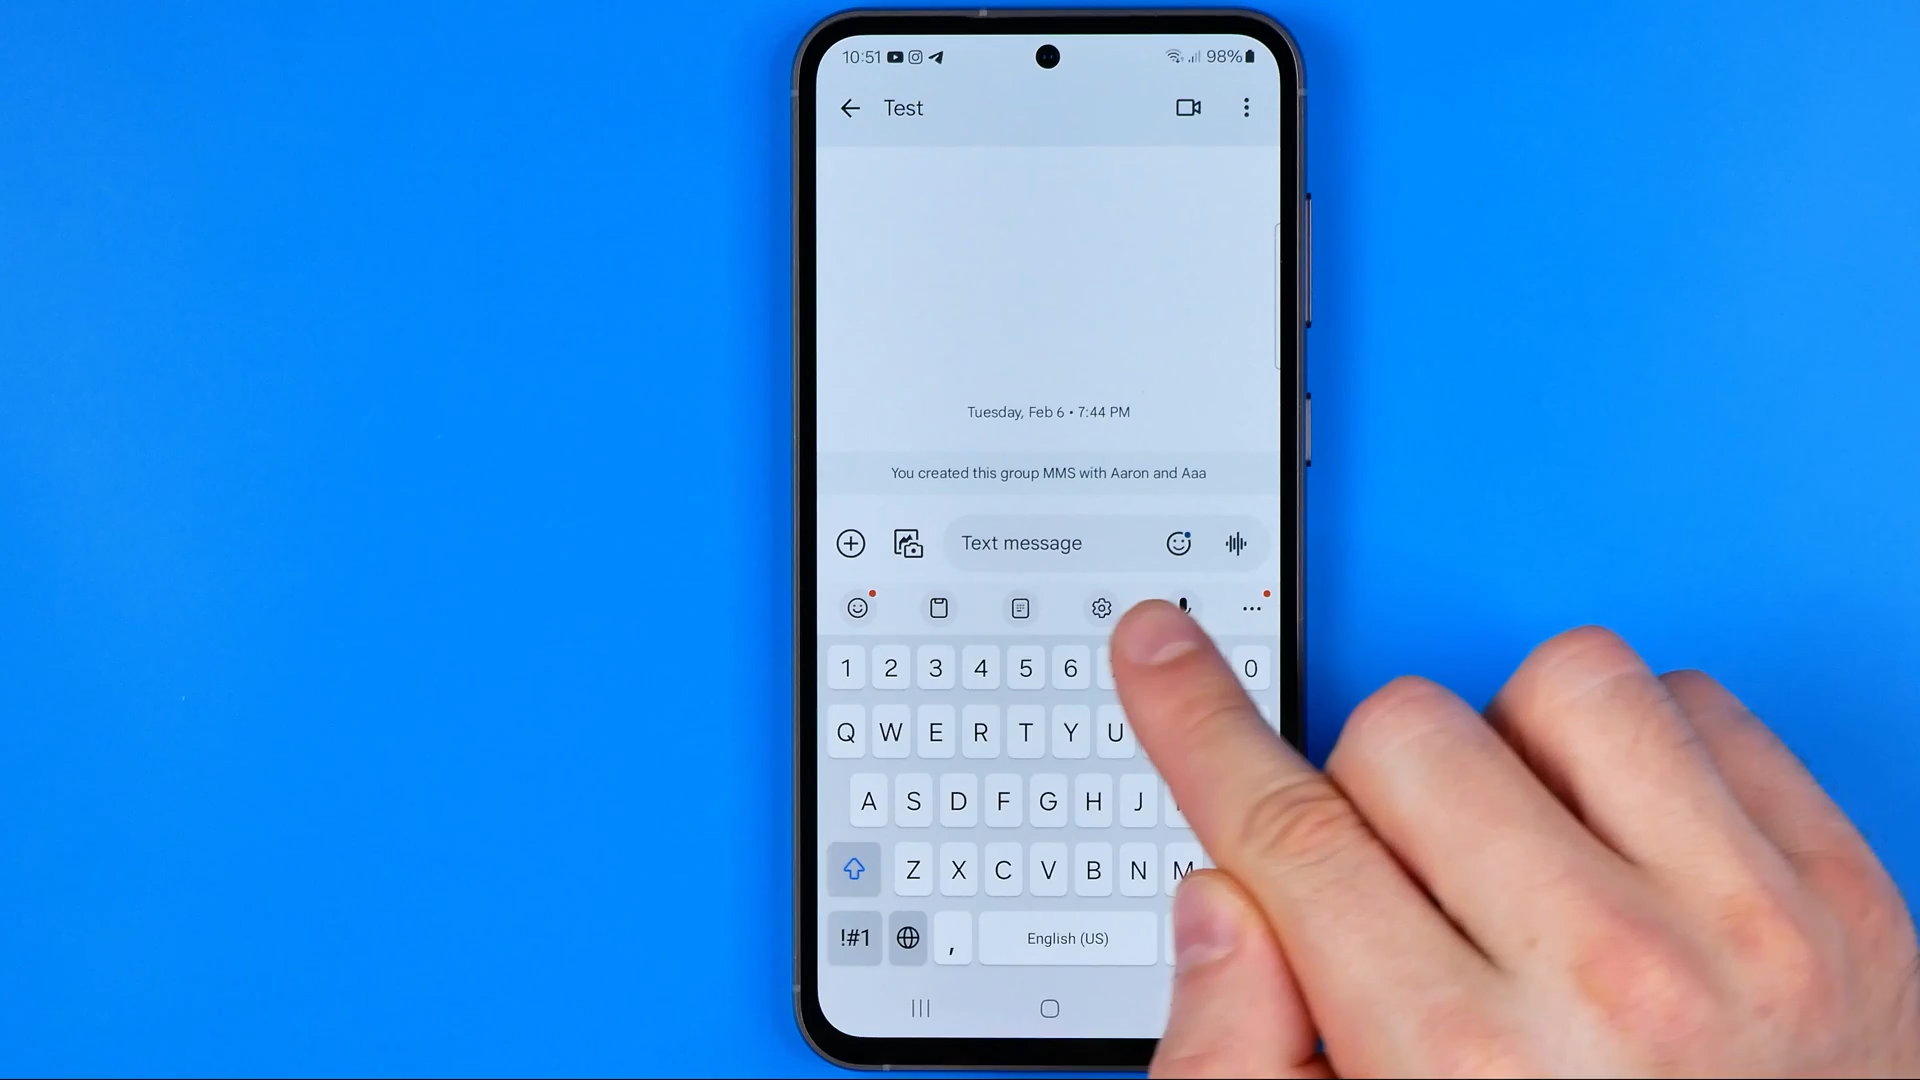 10:51 98%
Test
Tuesday, Feb 6 • 7:44 PM
You created this group MMS with Aaron and Aaa
Text message
1 2 3 4 5 6 0
Q W E R T Y U
A S D F G H J
Z X C V B N M
!#1 , English (US)